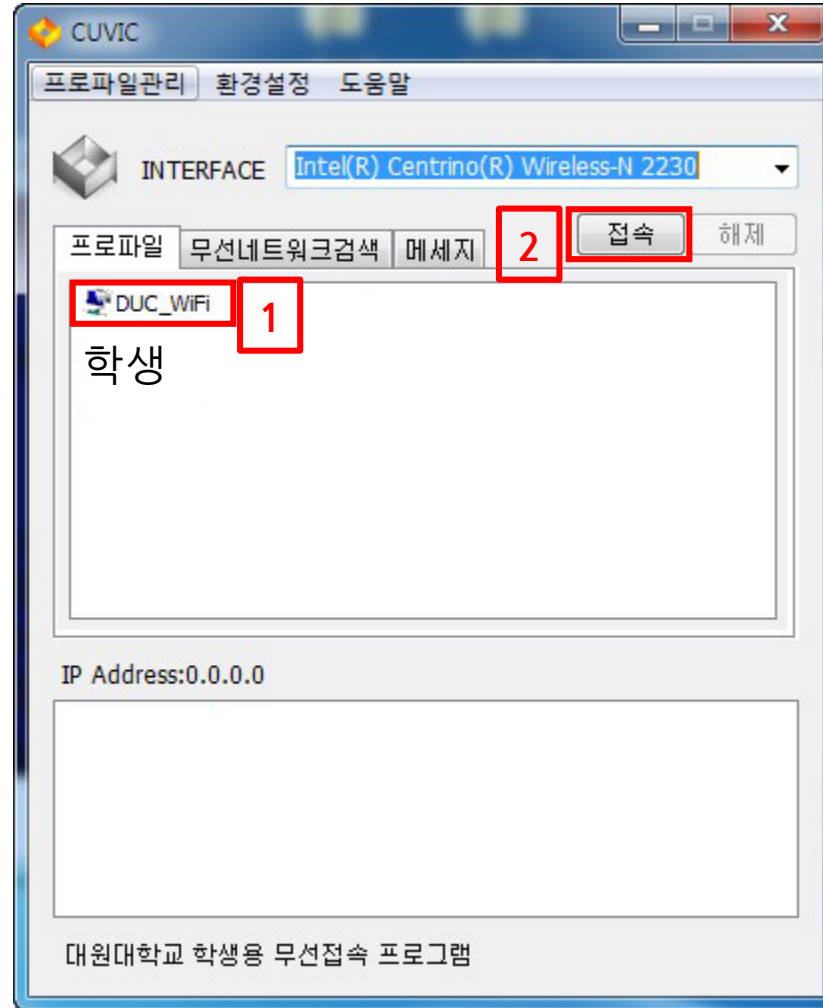 CUVIC
프로파일관리 환경설정 도움말
INTERFACE Intel(R) Centrino(R) Wireless-N 2230
프로파일 무선네트워크검색 메세지 2 접속 해제
DUC_WiFi 1
학생
IP Address:0.0.0.0
대원대학교 학생용 무선접속 프로그램